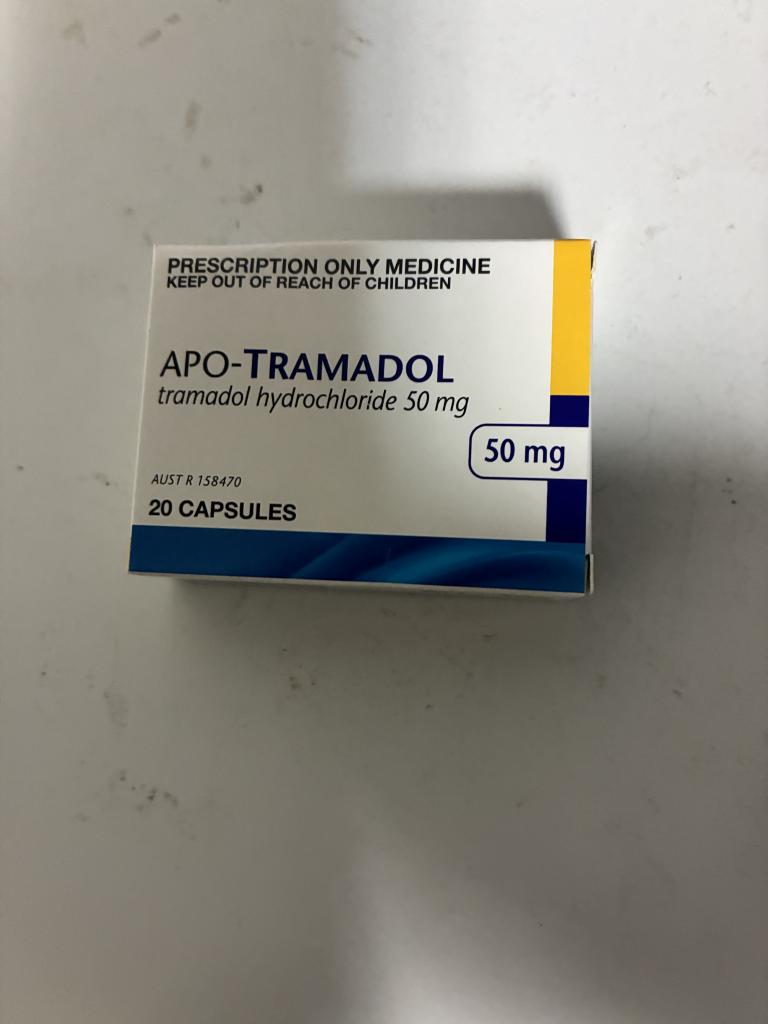 PRESCRIPTION ONLY MEDICINE
KEEP OUT OF REACH OF CHILDREN
APO-TRAMADOL
tramadol hydrochloride 50 mg
50 mg
AUST R 158470
20 CAPSULES